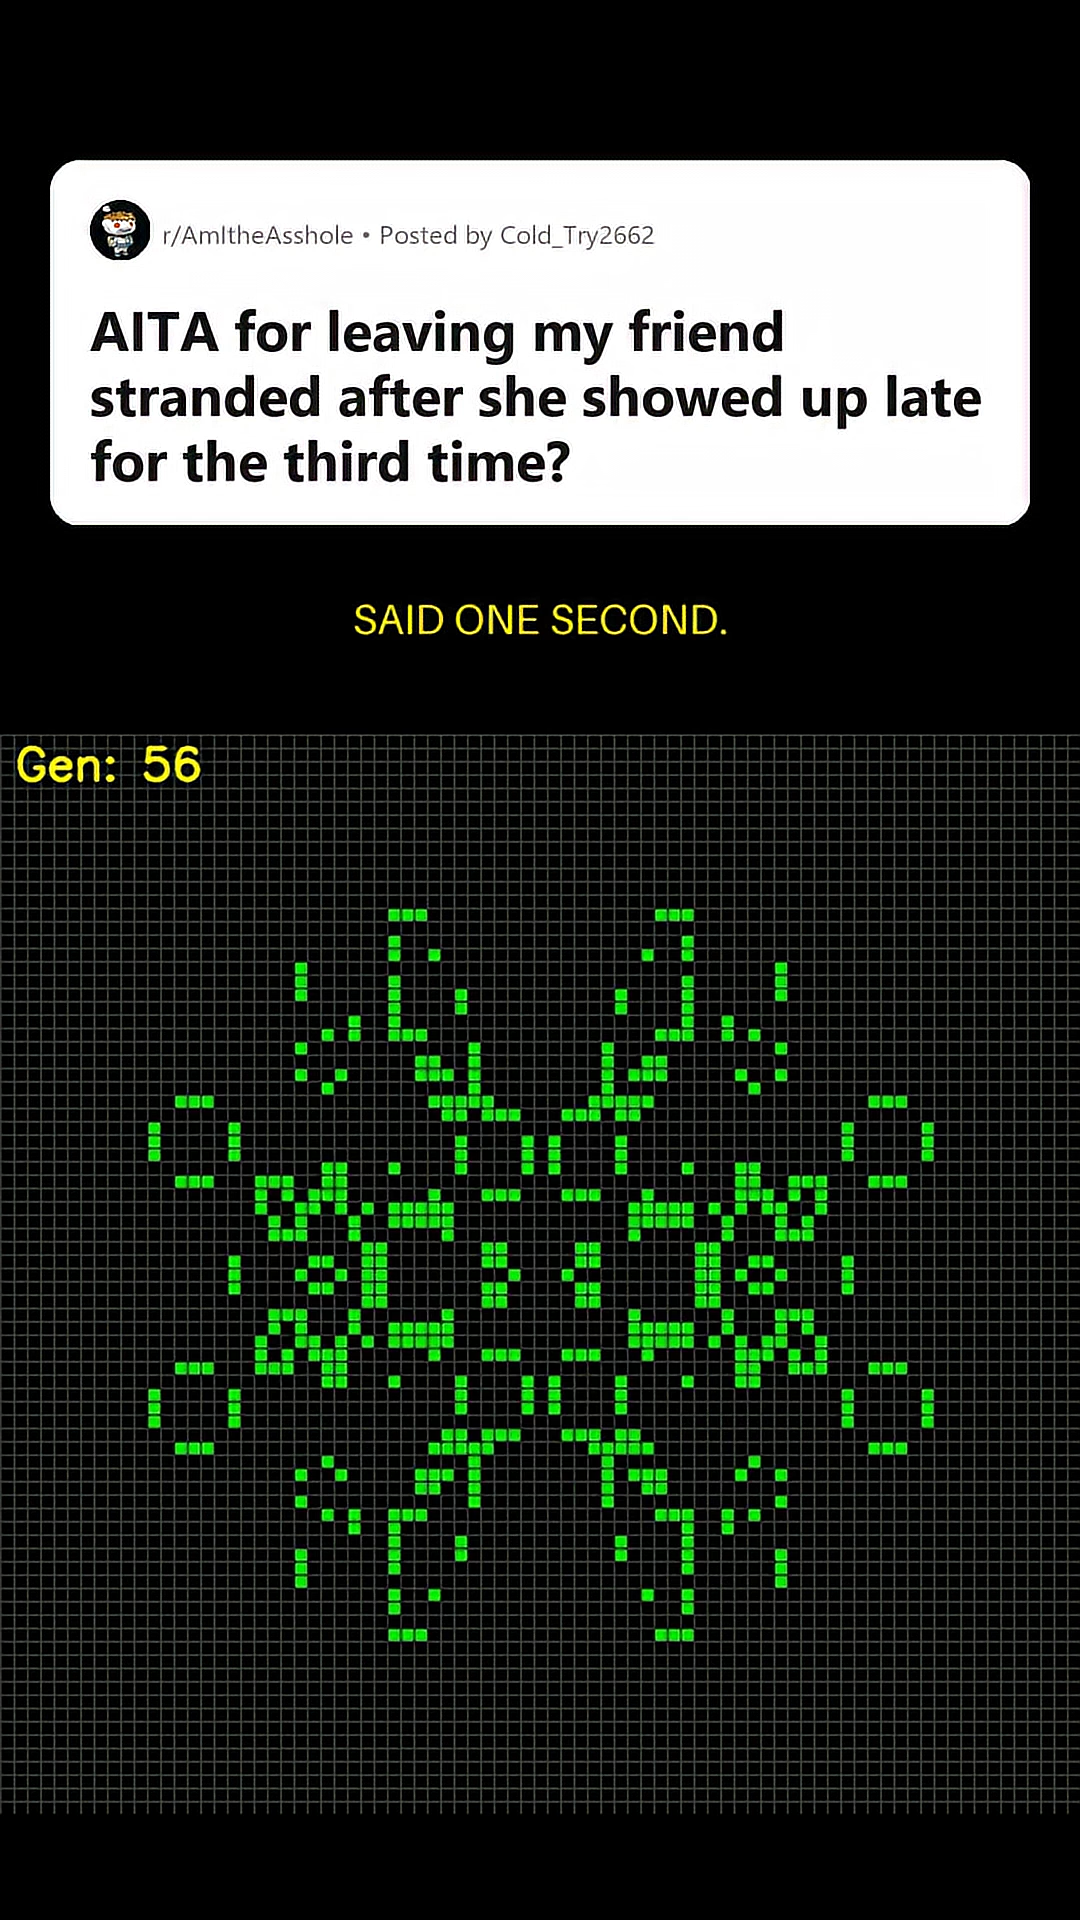 r/AmItheAsshole • Posted by Cold_Try2662
AITA for leaving my friend
stranded after she showed up late
for the third time?
SAID ONE SECOND.
Gen: 56